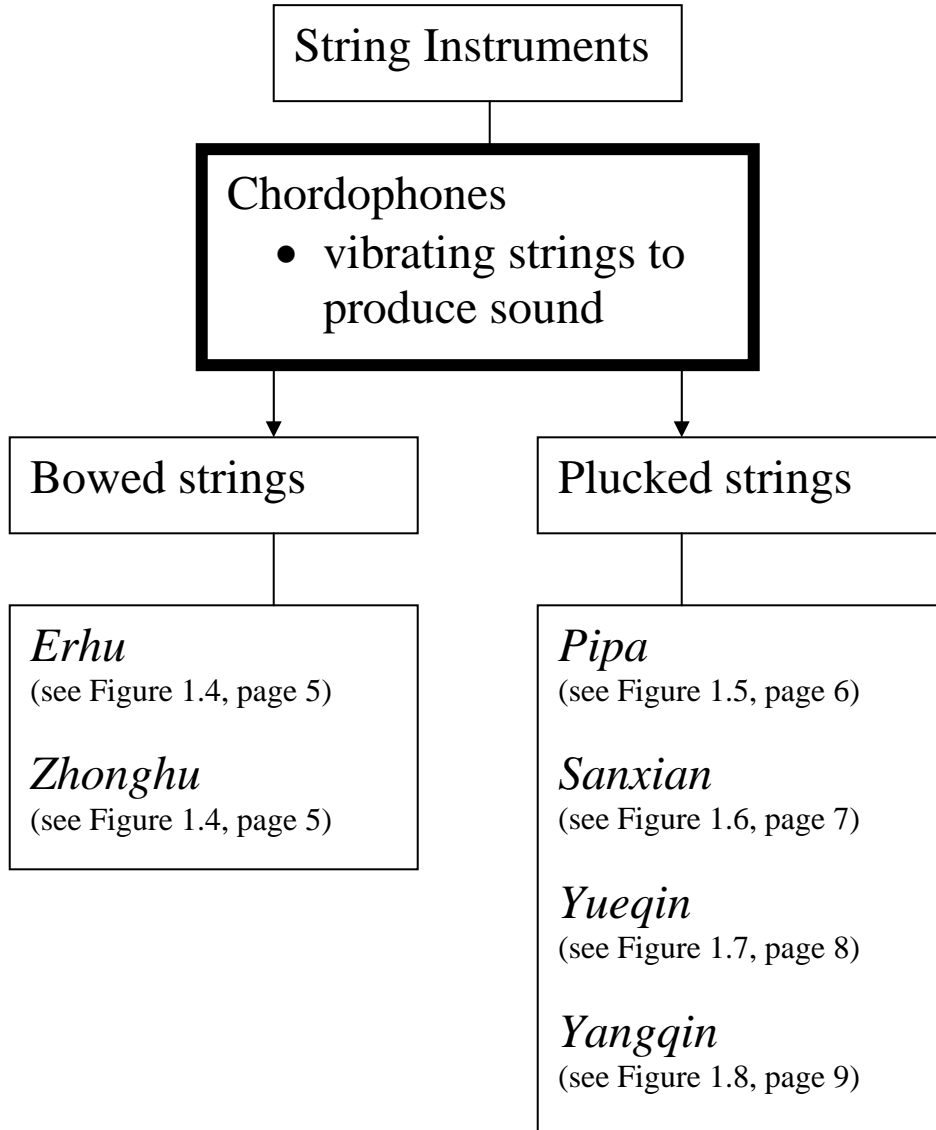 String Instruments
Chordophones
• vibrating strings to
produce sound
Bowed strings
Plucked strings
Erhu
(see Figure 1.4, page 5)
Zhonghu
(see Figure 1.4, page 5)
Pipa
(see Figure 1.5, page 6)
Sanxian
(see Figure 1.6, page 7)
Yueqin
(see Figure 1.7, page 8)
Yangqin
(see Figure 1.8, page 9)